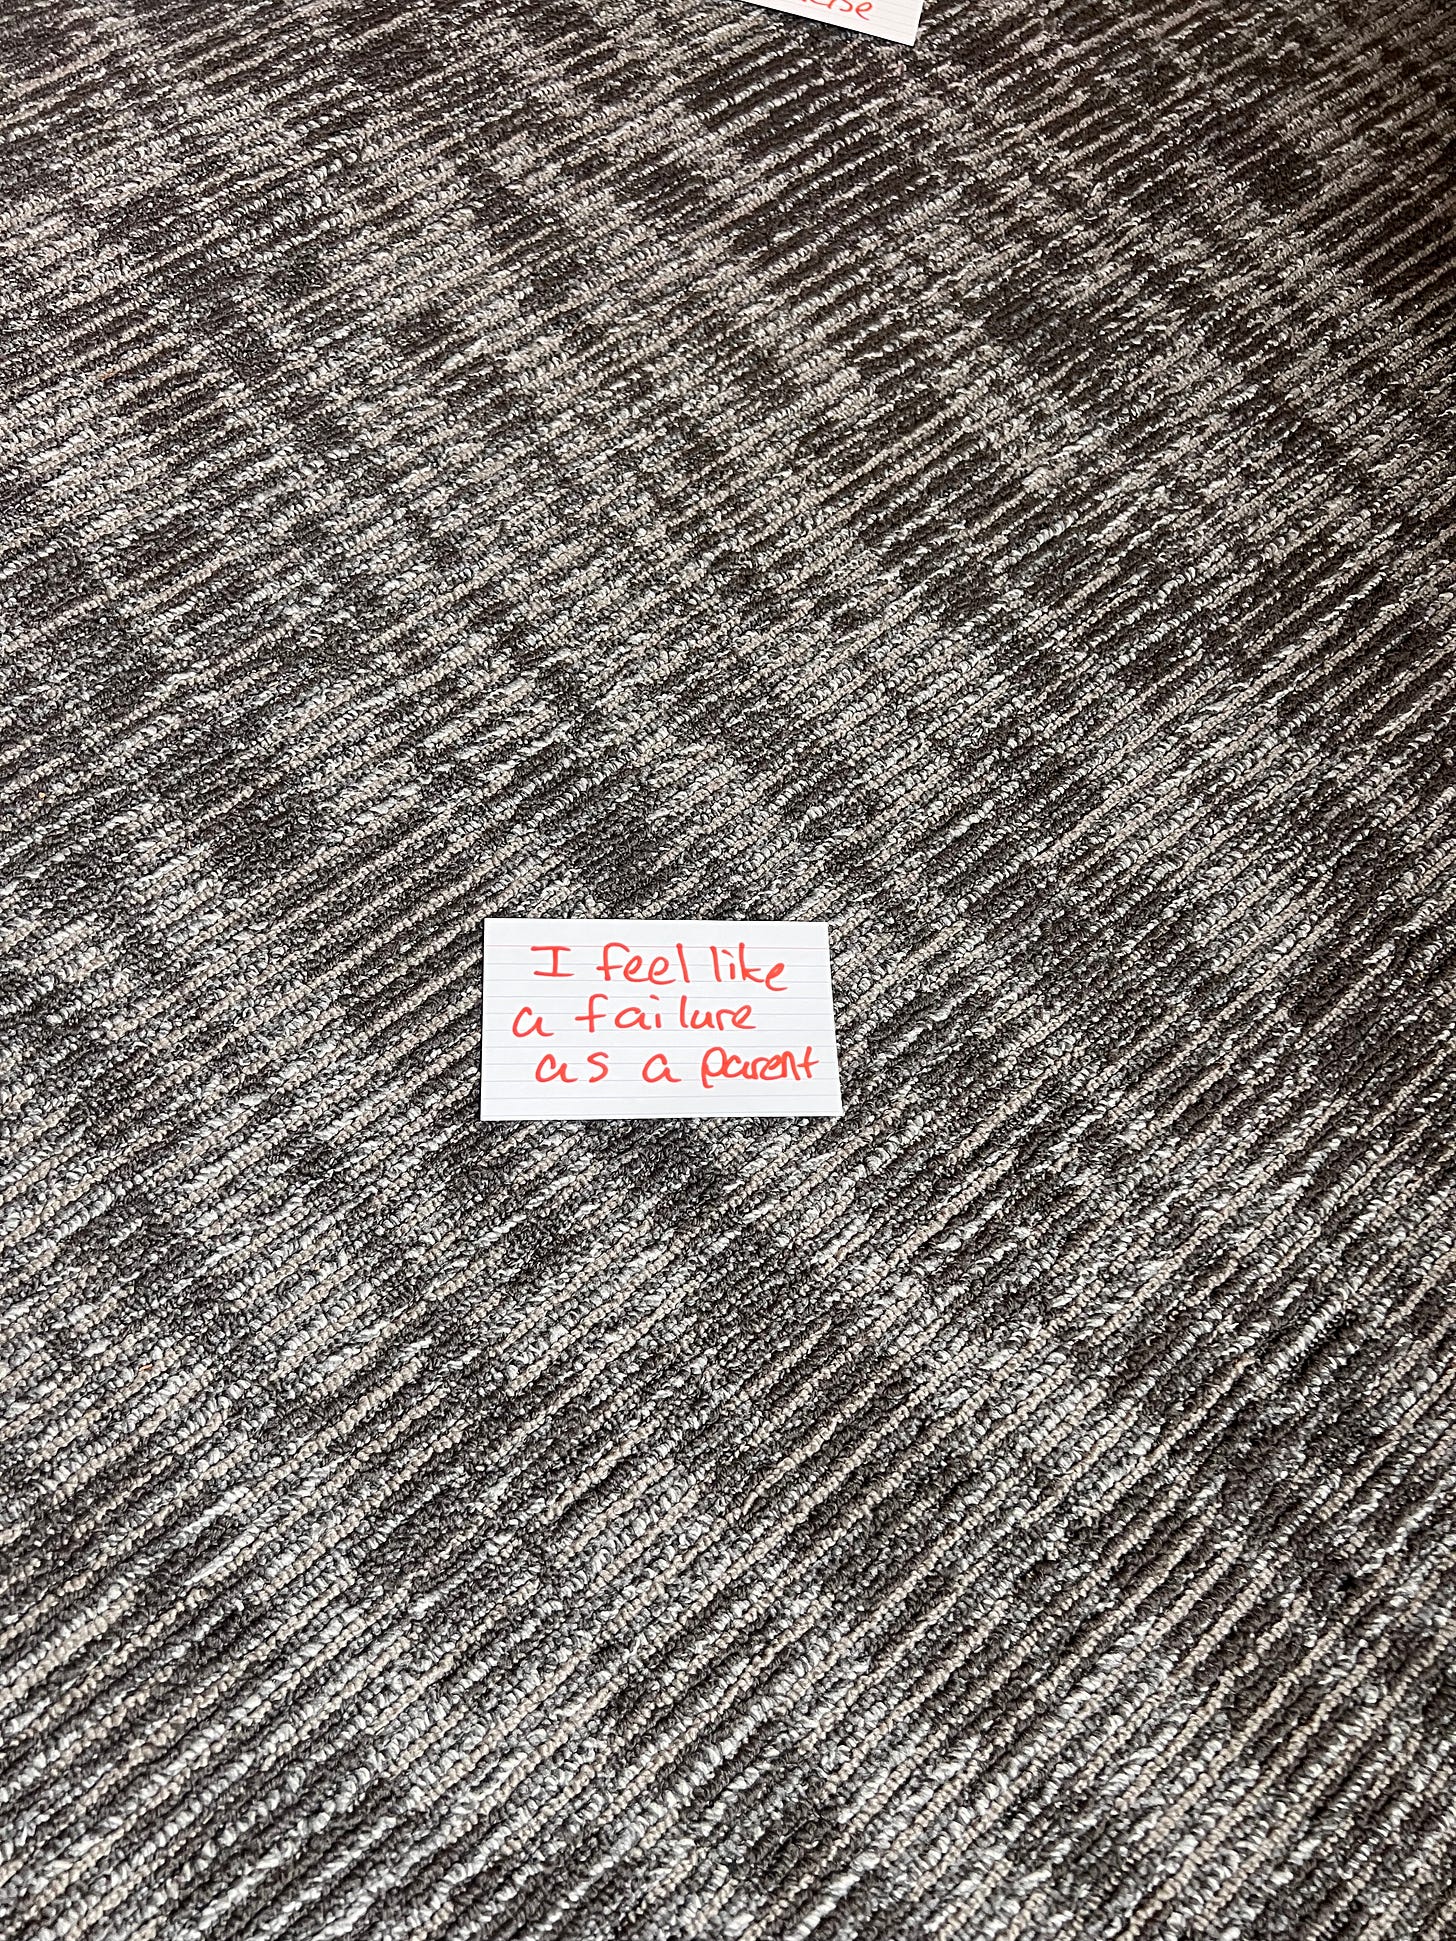 I feel like
a failure
as a parent